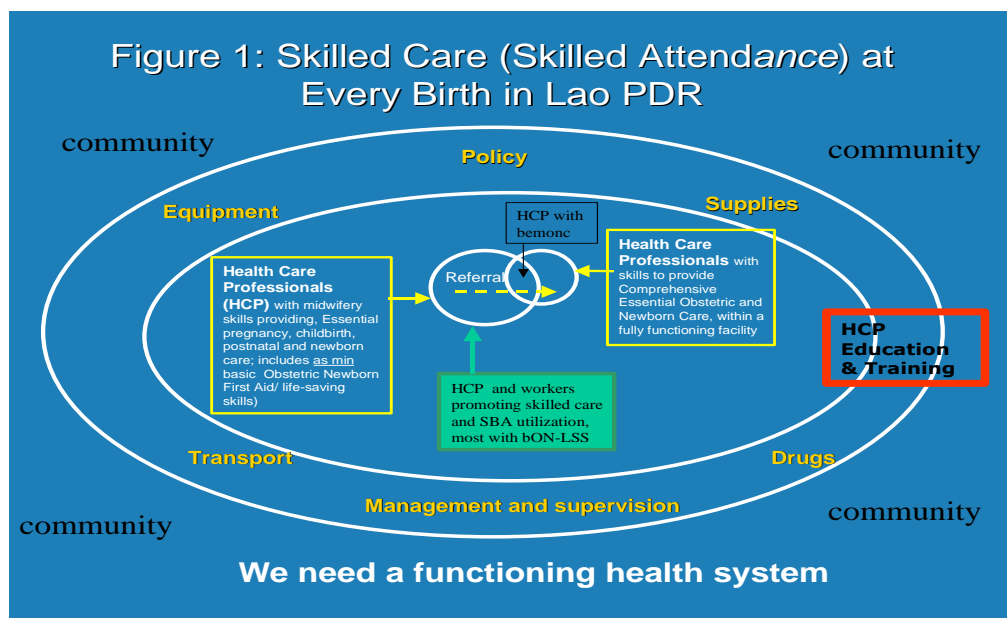 Figure 1: Skilled Care (Skilled Attendance) at
Every Birth in Lao PDR
community
community
Policy
Equipment
Supplies
HCP with
bemonc
Health Care
Professionals
(HCP) with midwifery
skills providing, Essential
pregnancy, childbirth,
postnatal and newborn
care; includes as min
basic Obstetric Newborn
First Aid/ life-saving
skills)
Referral
Health Care
Professionals with
skills to provide
Comprehensive
Essential Obstetric and
Newborn Care, within a
fully functioning facility
HCP
Education
& Training
HCP and workers
promoting skilled care
and SBA utilization,
most with bON-LSS
Transport
Drugs
Management and supervision
community
community
We need a functioning health system